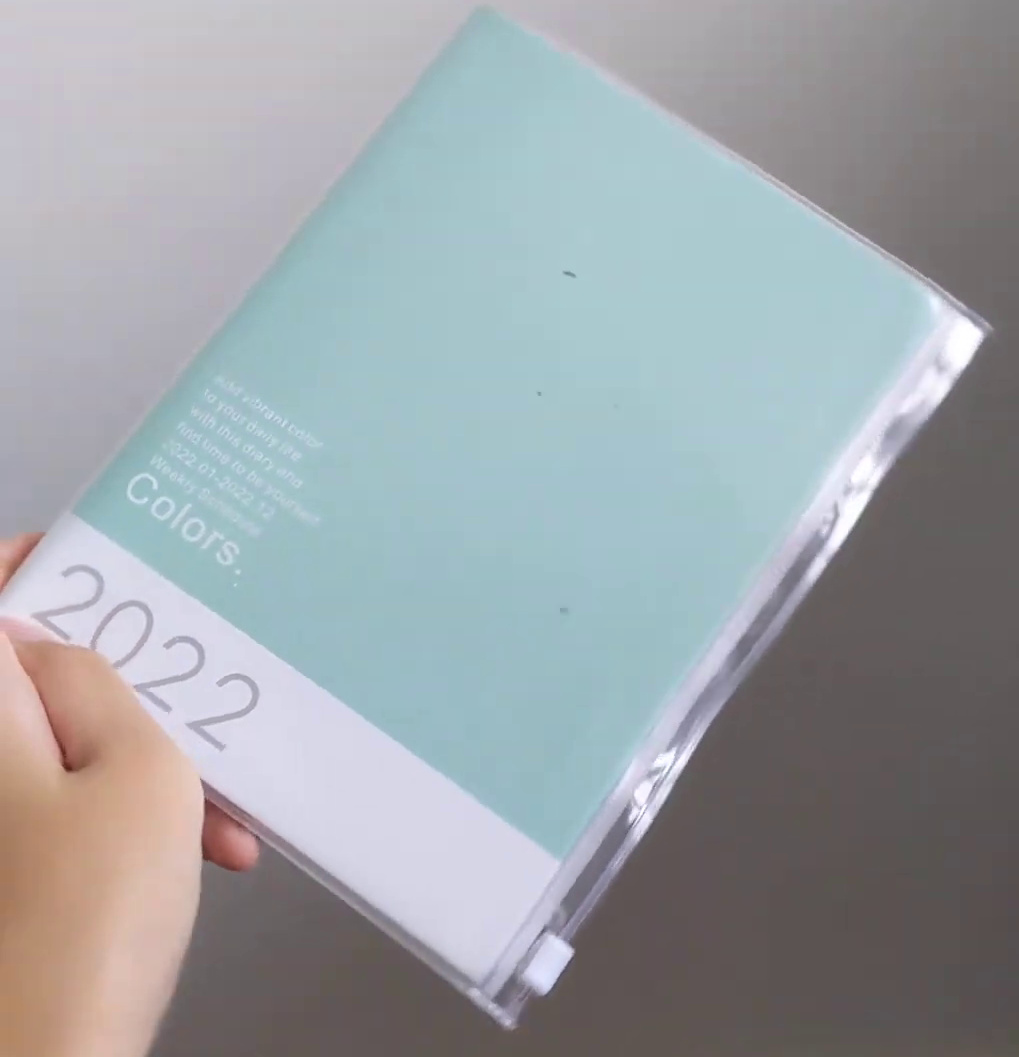 Add vibrant color
to your daily life
with this diary and
find time to be yourself.
2022.01-2022.12
Weekly Schedule
Colors.
2022